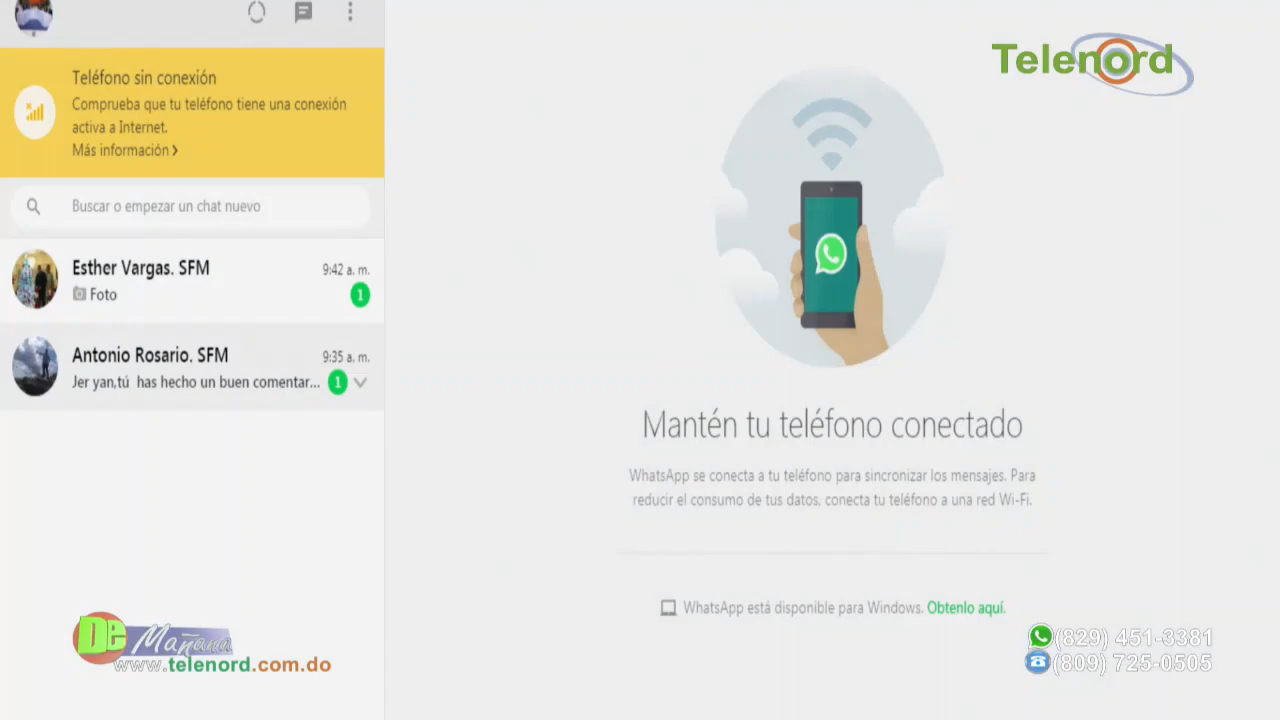 Telenord
Teléfono sin conexión
Comprueba que tu teléfono tiene una conexión
activa a Internet.
Más información >
Buscar o empezar un chat nuevo
Esther Vargas. SFM
9:42 a. m.
Foto
1
Antonio Rosario. SFM
9:35 a. m.
Jer yan,tú has hecho un buen comentar...
1
Mantén tu teléfono conectado
WhatsApp se conecta a tu teléfono para sincronizar los mensajes. Para
reducir el consumo de tus datos, conecta tu teléfono a una red Wi-Fi.
WhatsApp está disponible para Windows. Obtenlo aquí.
De Mañana
www.telenord.com.do
(829) 451-3381
(809) 725-0505